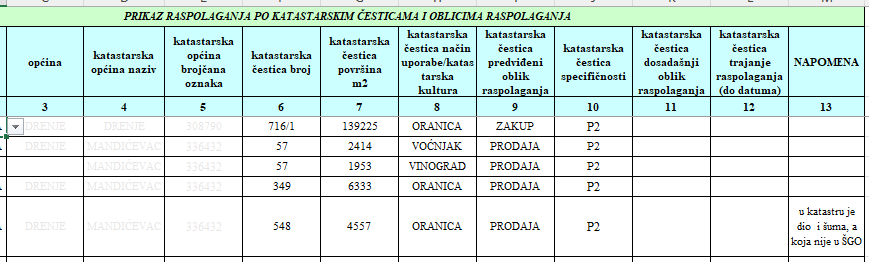 PRIKAZ RASPOLAGANJA PO KATASTARSKIM ČESTICAMA I OBLICIMA RASPOLAGANJA
općina katastarska općina naziv katastarska općina brojčana oznaka katastarska čestica broj katastarska čestica površina m2 katastarska čestica način uporabe/katas tarska kultura katastarska čestica predviđeni oblik raspolaganja katastarska čestica specifičnosti katastarska čestica dosadašnji oblik raspolaganja katastarska čestica trajanje raspolaganja (do datuma) NAPOMENA
3 4 5 6 7 8 9 10 11 12 13
DRENJE DRENJE 308790 716/1 139225 ORANICA ZAKUP P2
DRENJE MANDIĆEVAC 336432 57 2414 VOĆNJAK PRODAJA P2
MANDIĆEVAC 336432 57 1953 VINOGRAD PRODAJA P2
DRENJE MANDIĆEVAC 336432 349 6333 ORANICA PRODAJA P2
DRENJE MANDIĆEVAC 336432 548 4557 ORANICA PRODAJA P2 u katastru je dio i šuma, a koja nije u ŠGO